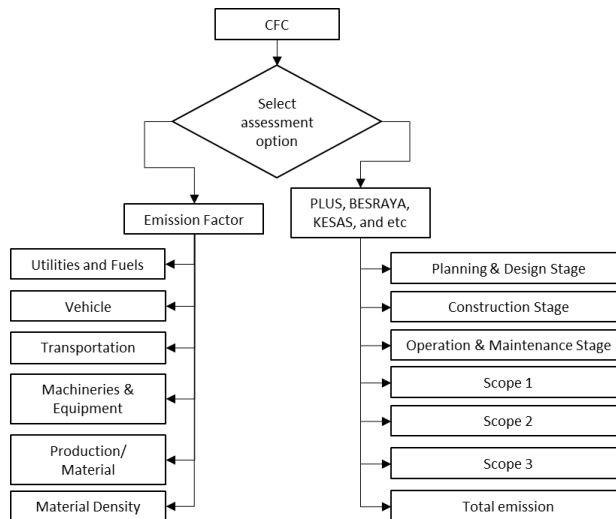 CFC
Select
assessment
option
Emission Factor
PLUS, BESRAYA,
KESAS, and etc
Utilities and Fuels
Vehicle
Transportation
Machineries &
Equipment
Production/
Material
Material Density
Planning & Design Stage
Construction Stage
Operation & Maintenance Stage
Scope 1
Scope 2
Scope 3
Total emission